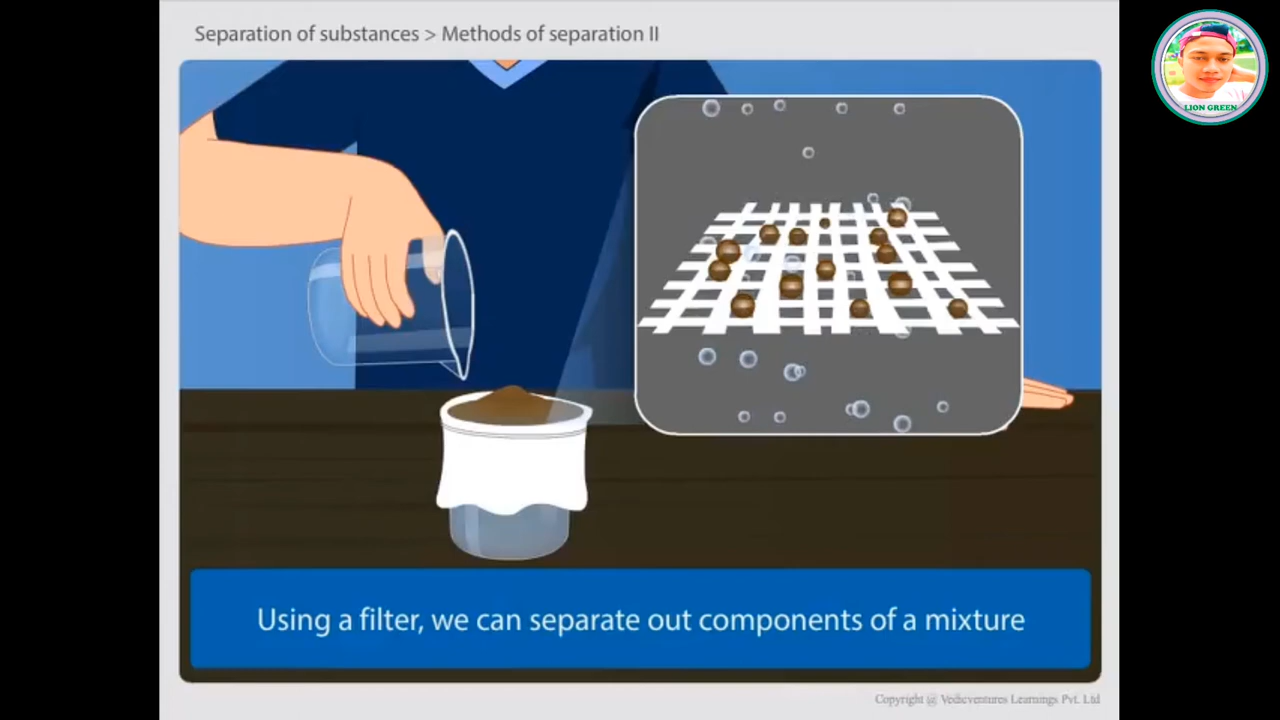 Separation of substances > Methods of separation II
LION GREEN
Using a filter, we can separate out components of a mixture
Copyright @ Vedicventures Learnings Pvt. Ltd